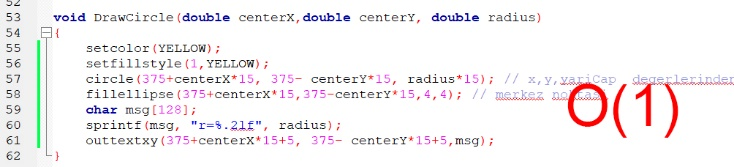 52
53 void DrawCircle(double centerX,double centerY, double radius)
54 {
55 setcolor(YELLOW);
56 setfillstyle(1,YELLOW);
57 circle(375+centerX*15, 375- centerY*15, radius*15); // x,y,yariCap degerlerinden
58 fillellipse(375+centerX*15,375-centerY*15,4,4); // merkez
59 char msg[128];
60 sprintf(msg, "r=%.2lf", radius);
61 outtextxy(375+centerX*15+5, 375- centerY*15+5,msg);
62 }
O(1)